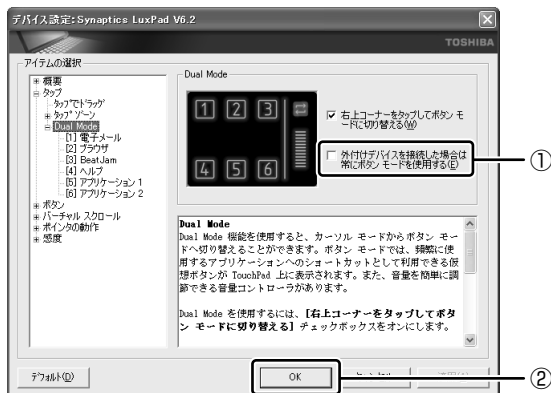 デバイス設定:Synaptics LuxPad V6.2
TOSHIBA
アイテムの選択
概要
タップ
タップでドラッグ
タップ ゾーン
Dual Mode
[1] 電子メール
[2] ブラウザ
[3] BeatJam
[4] ヘルプ
[5] アプリケーション 1
[6] アプリケーション 2
ボタン
バーチャル スクロール
ポインタの動作
感度
Dual Mode
1 2 3
4 5 6
右上コーナーをタップしてボタン モ
ードに切り替える(W)
外付けデバイスを接続した場合は
常にボタン モードを使用する(E)
①
Dual Mode
Dual Mode 機能を使用すると、カーソル モードからボタン モー
ドへ切り替えることができます。ボタン モードでは、頻繁に使
用するアプリケーションへのショートカットとして利用できる仮
想ボタンが TouchPad 上に表示されます。また、音量を簡単に調
節できる音量コントローラがあります。
Dual Mode を使用するには、[右上コーナーをタップしてボタ
ン モードに切り替える] チェックボックスをオンにします。
デフォルト(D)
OK
②